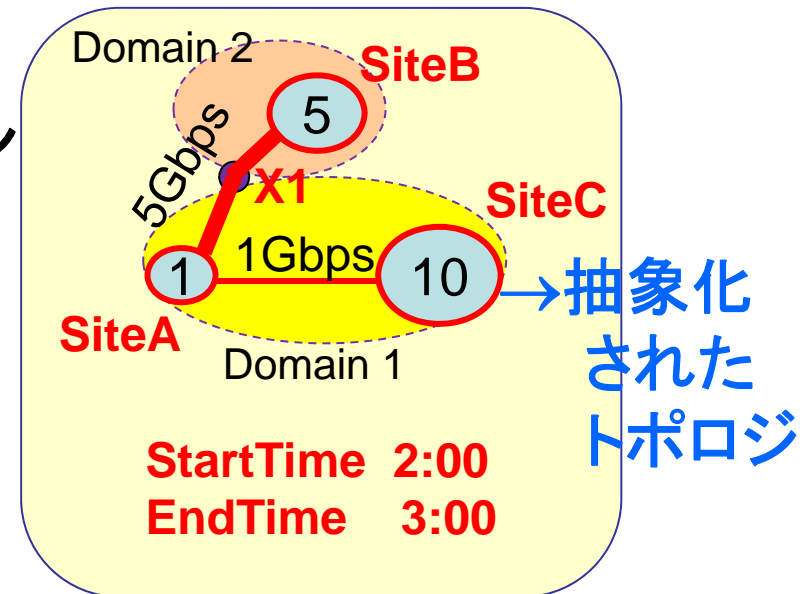 Domain 2
SiteB
5
5Gbps
X1
SiteC
1Gbps
1
10
→抽象化
された
トポロジ
SiteA
Domain 1
StartTime 2:00
EndTime 3:00